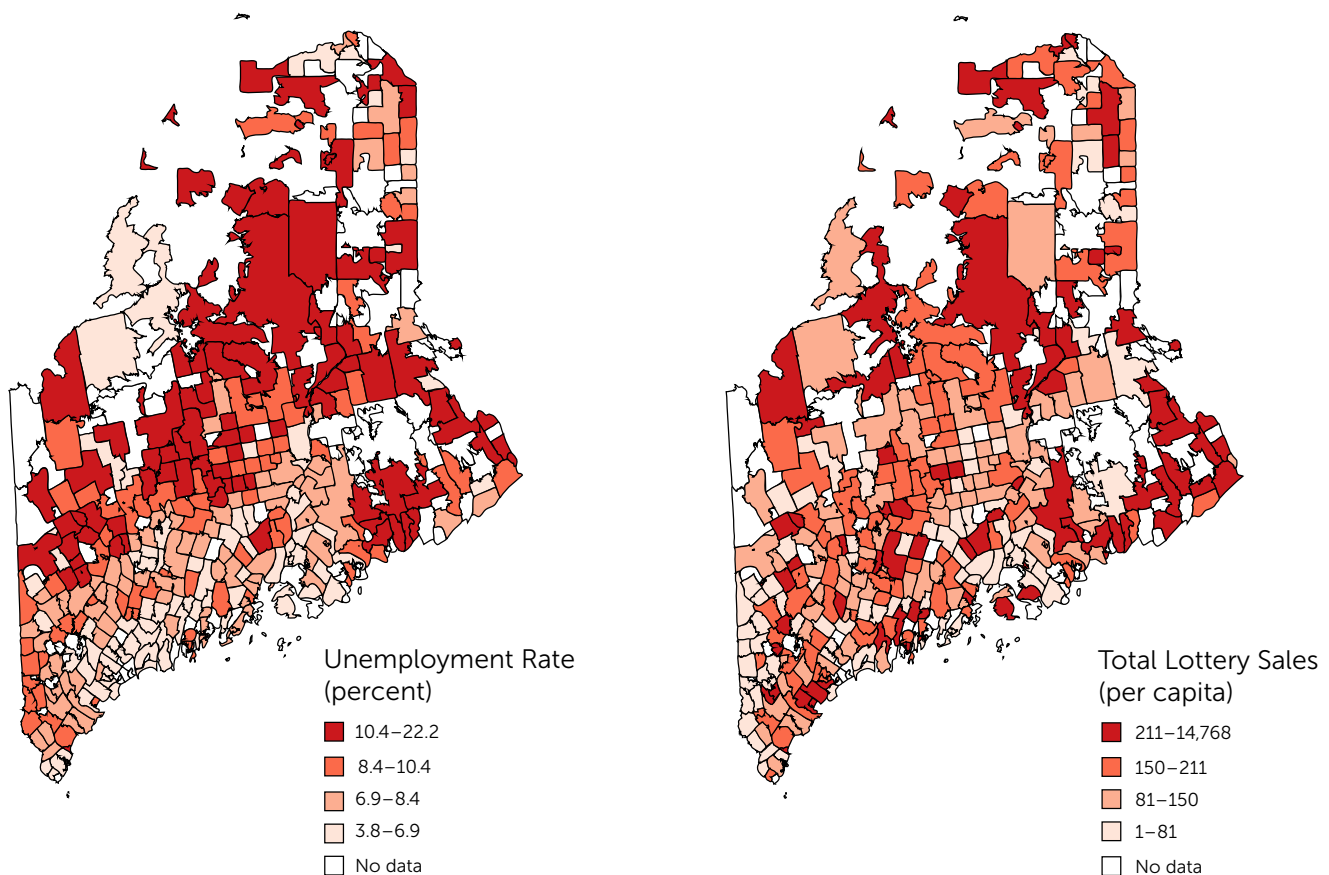 Unemployment Rate
(percent)
10.4–22.2
8.4–10.4
6.9–8.4
3.8–6.9
No data
Total Lottery Sales
(per capita)
211–14,768
150–211
81–150
1–81
No data